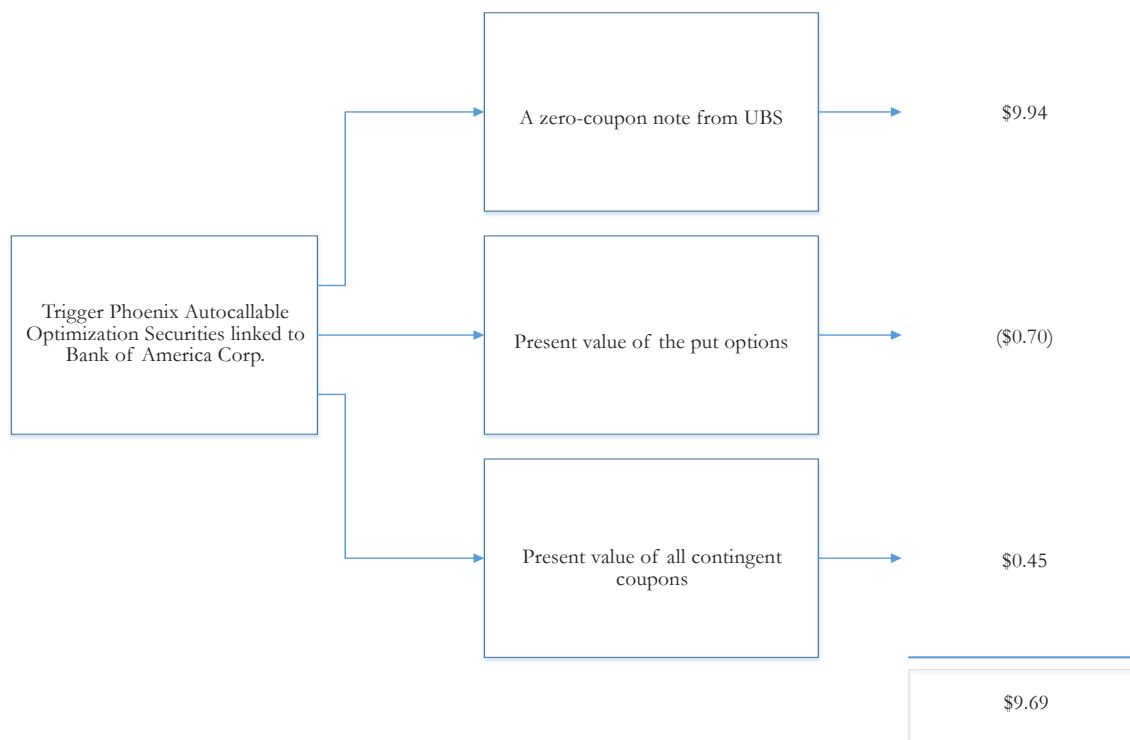 A zero-coupon note from UBS
$9.94
Trigger Phoenix Autocallable
Optimization Securities linked to
Bank of America Corp.
Present value of the put options
($0.70)
Present value of all contingent
coupons
$0.45
$9.69